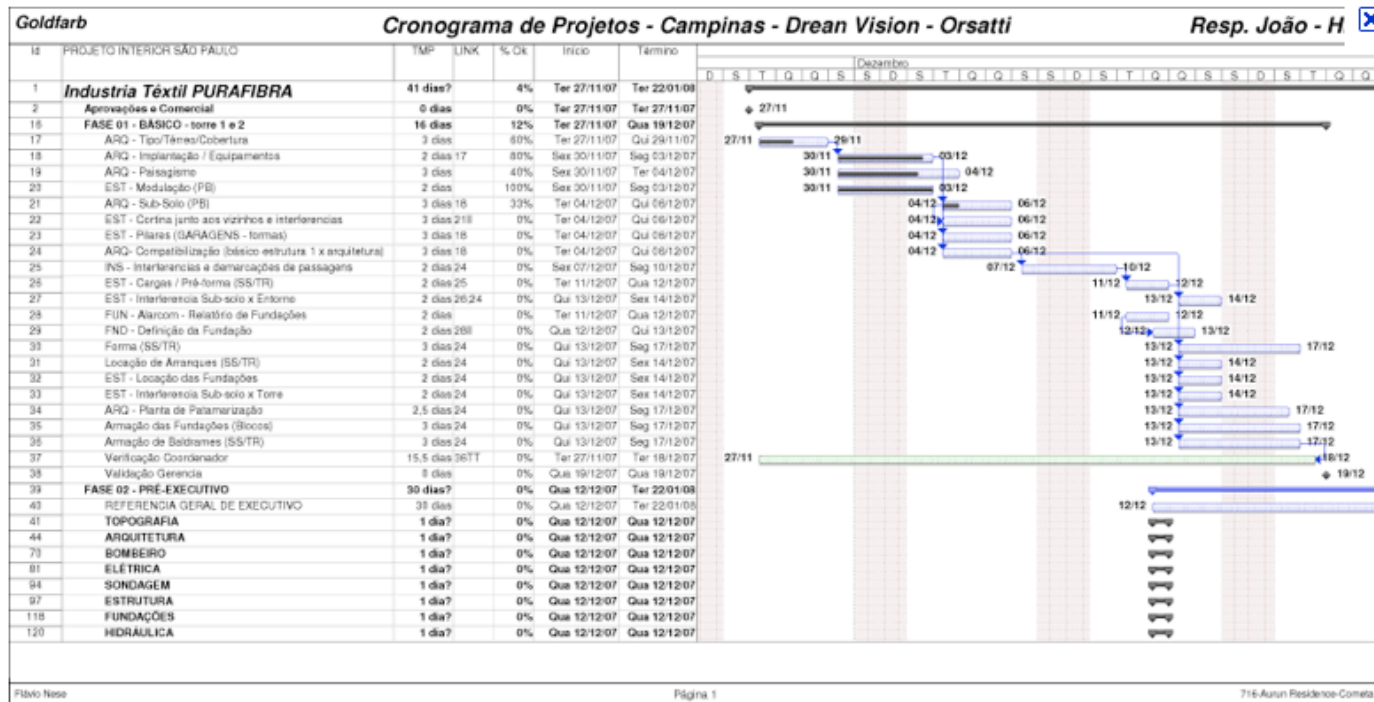 Goldfarb Cronograma de Projetos - Campinas - Drean Vision - Orsatti Resp. João - H
Id PROJETO INTERIOR SÃO PAULO TMP LINK % Ok Início Término
Dezembro
D S T Q Q S S D S T Q Q S S D S T Q Q S S D S T Q Q
1 Industria Têxtil PURAFIBRA 41 dias? 4% Ter 27/11/07 Ter 22/01/08
2 Aprovações e Comercial 0 dias 0% Ter 27/11/07 Ter 27/11/07 27/11
16 FASE 01 - BÁSICO - torre 1 e 2 16 dias 12% Ter 27/11/07 Qua 19/12/07
17 ARQ - Tipo/Térreo/Cobertura 3 dias 60% Ter 27/11/07 Qui 29/11/07 27/11 29/11
18 ARQ - Implantação / Equipamentos 2 dias 17 80% Sex 30/11/07 Seg 03/12/07 30/11 03/12
19 ARQ - Paisagismo 3 dias 40% Sex 30/11/07 Ter 04/12/07 30/11 04/12
20 EST - Modulação (PB) 2 dias 100% Sex 30/11/07 Seg 03/12/07 30/11 03/12
21 ARQ - Sub-Solo (PB) 3 dias 18 33% Ter 04/12/07 Qui 06/12/07 04/12 06/12
22 EST - Cortina junto aos vizinhos e interferencias 3 dias 21II 0% Ter 04/12/07 Qui 06/12/07 04/12 06/12
23 EST - Pilares (GARAGENS - formas) 3 dias 18 0% Ter 04/12/07 Qui 06/12/07 04/12 06/12
24 ARQ- Compatibilização (básico estrutura 1 x arquitetura) 3 dias 18 0% Ter 04/12/07 Qui 06/12/07 04/12 06/12
25 INS - Interferencias e demarcações de passagens 2 dias 24 0% Sex 07/12/07 Seg 10/12/07 07/12 10/12
26 EST - Cargas / Pré-forma (SS/TR) 2 dias 25 0% Ter 11/12/07 Qua 12/12/07 11/12 12/12
27 EST - Interferencia Sub-solo x Entorno 2 dias 26;24 0% Qui 13/12/07 Sex 14/12/07 13/12 14/12
28 FUN - Alarcom - Relatório de Fundações 2 dias 0% Ter 11/12/07 Qua 12/12/07 11/12 12/12
29 FND - Definição da Fundação 2 dias 28II 0% Qua 12/12/07 Qui 13/12/07 12/12 13/12
30 Forma (SS/TR) 3 dias 24 0% Qui 13/12/07 Seg 17/12/07 13/12 17/12
31 Locação de Arranques (SS/TR) 2 dias 24 0% Qui 13/12/07 Sex 14/12/07 13/12 14/12
32 EST - Locação das Fundações 2 dias 24 0% Qui 13/12/07 Sex 14/12/07 13/12 14/12
33 EST - Interferencia Sub-solo x Torre 2 dias 24 0% Qui 13/12/07 Sex 14/12/07 13/12 14/12
34 ARQ - Planta de Patamarização 2,5 dias 24 0% Qui 13/12/07 Seg 17/12/07 13/12 17/12
35 Armação das Fundações (Blocos) 3 dias 24 0% Qui 13/12/07 Seg 17/12/07 13/12 17/12
36 Armação de Baldrames (SS/TR) 3 dias 24 0% Qui 13/12/07 Seg 17/12/07 13/12 17/12
37 Verificação Coordenador 15,5 dias 36TT 0% Ter 27/11/07 Ter 18/12/07 27/11 18/12
38 Validação Gerencia 0 dias 0% Qua 19/12/07 Qua 19/12/07 19/12
39 FASE 02 - PRÉ-EXECUTIVO 30 dias? 0% Qua 12/12/07 Ter 22/01/08
40 REFERENCIA GERAL DE EXECUTIVO 30 dias 0% Qua 12/12/07 Ter 22/01/08 12/12
41 TOPOGRAFIA 1 dia? 0% Qua 12/12/07 Qua 12/12/07
44 ARQUITETURA 1 dia? 0% Qua 12/12/07 Qua 12/12/07
70 BOMBEIRO 1 dia? 0% Qua 12/12/07 Qua 12/12/07
81 ELÉTRICA 1 dia? 0% Qua 12/12/07 Qua 12/12/07
94 SONDAGEM 1 dia? 0% Qua 12/12/07 Qua 12/12/07
97 ESTRUTURA 1 dia? 0% Qua 12/12/07 Qua 12/12/07
118 FUNDAÇÕES 1 dia? 0% Qua 12/12/07 Qua 12/12/07
120 HIDRÁULICA 1 dia? 0% Qua 12/12/07 Qua 12/12/07
Flávio Nese Página 1 716-Aurun Residence-Cometa